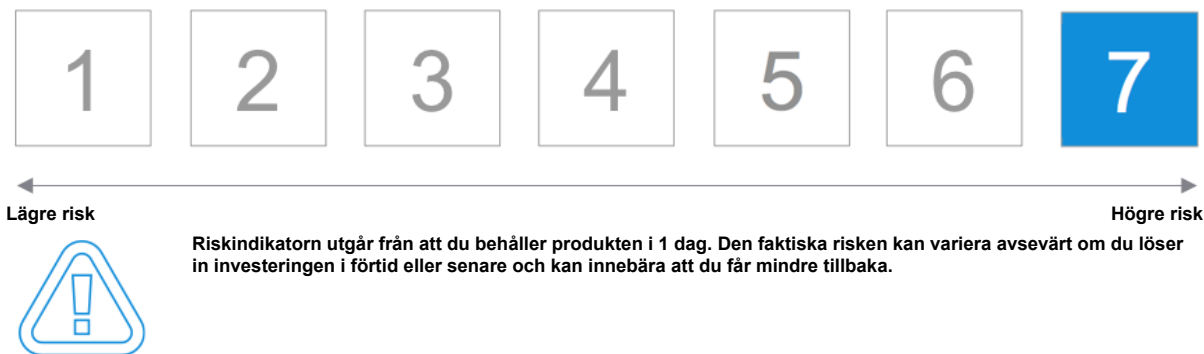 1 2 3 4 5 6 7
Lägre risk Högre risk
Riskindikatorn utgår från att du behåller produkten i 1 dag. Den faktiska risken kan variera avsevärt om du löser
in investeringen i förtid eller senare och kan innebära att du får mindre tillbaka.